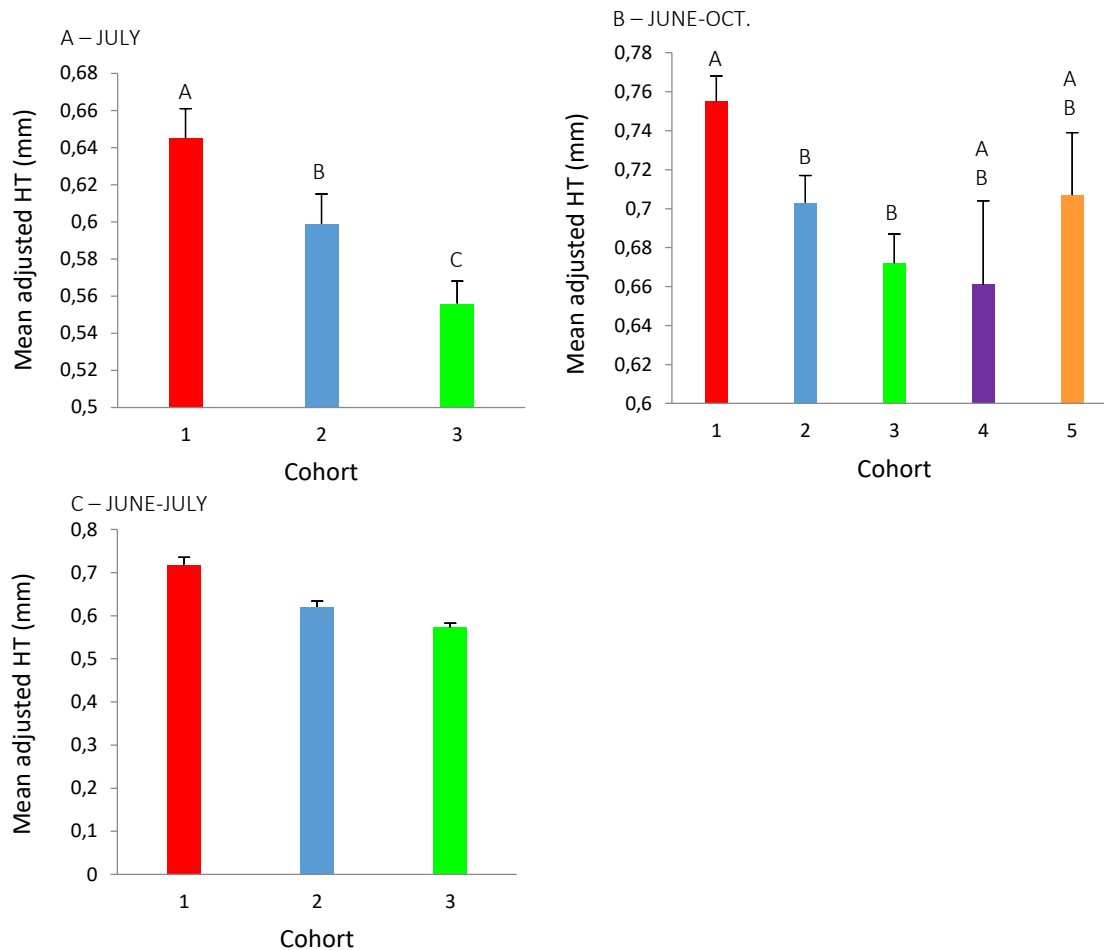 A – JULY
Mean adjusted HT (mm)
0,68
0,66
0,64
0,62
0,6
0,58
0,56
0,54
0,52
0,5
A
B
C
1 2 3
Cohort
B – JUNE-OCT.
Mean adjusted HT (mm)
0,78
0,76
0,74
0,72
0,7
0,68
0,66
0,64
0,62
0,6
A
B
B
A
B
A
B
1 2 3 4 5
Cohort
C – JUNE-JULY
Mean adjusted HT (mm)
0,8
0,7
0,6
0,5
0,4
0,3
0,2
0,1
0
1 2 3
Cohort